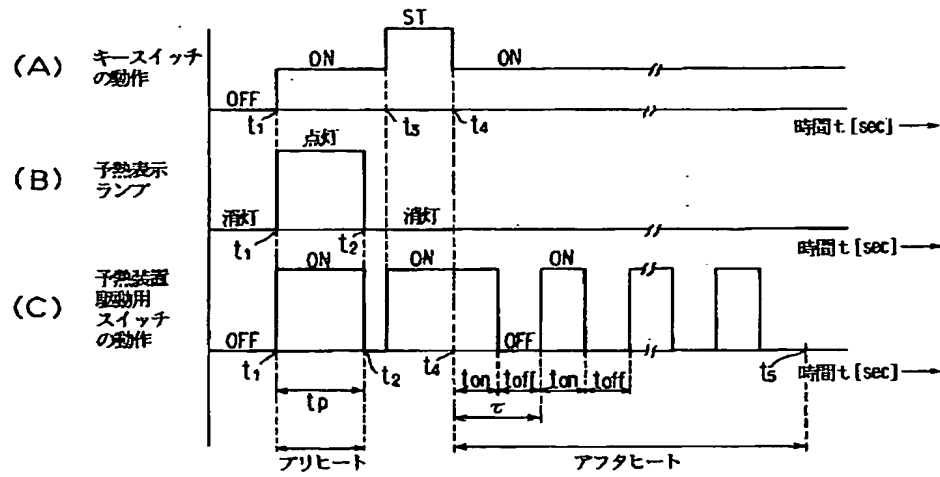 ST
(A)
キースイッチ
の動作
ON
ON
OFF
t₁
t₃
t₄
時間 t [sec]
点灯
(B)
予熱表示
ランプ
消灯
消灯
t₁
t₂
時間 t [sec]
(C)
予熱装置
駆動用
スイッチ
の動作
ON
ON
ON
OFF
OFF
t₁
t₂
t₄
t₅
時間 t [sec]
ton
toff
ton
toff
tp
τ
プリヒート
アフタヒート